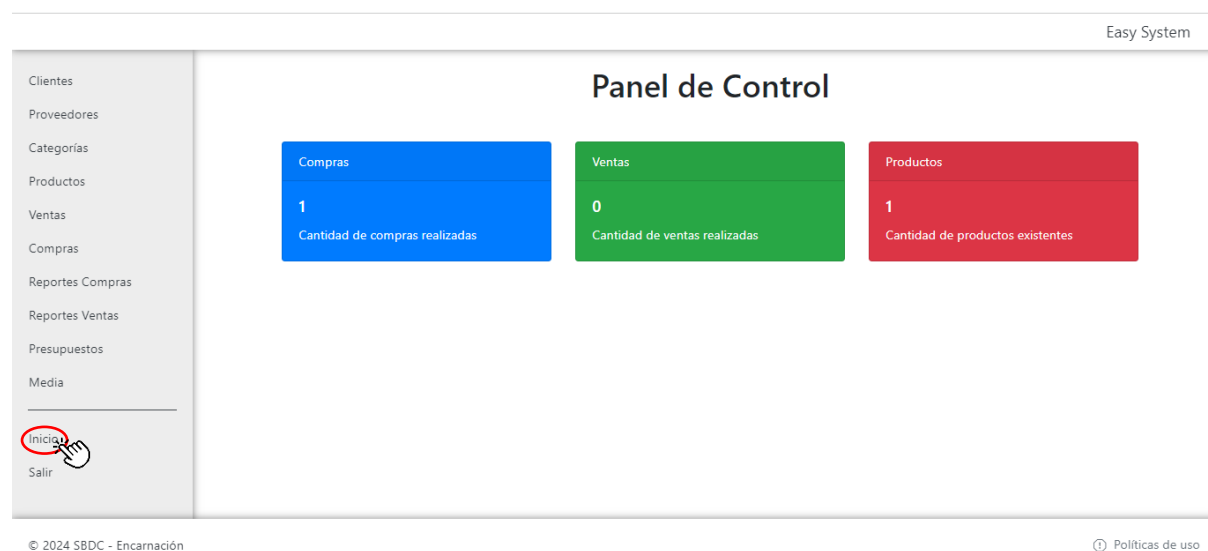 Easy System
Clientes
Proveedores
Categorías
Productos
Ventas
Compras
Reportes Compras
Reportes Ventas
Presupuestos
Media
Inicio
Salir
Panel de Control
Compras
1
Cantidad de compras realizadas
Ventas
0
Cantidad de ventas realizadas
Productos
1
Cantidad de productos existentes
© 2024 SBDC - Encarnación
Políticas de uso